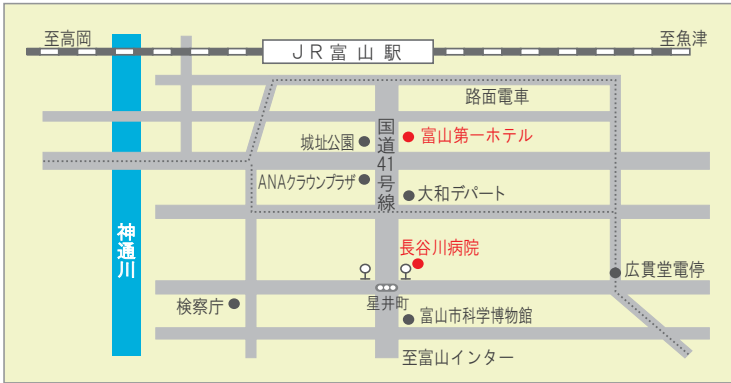 至高岡
JR富山駅
至魚津
路面電車
国道41号線
城址公園
富山第一ホテル
ANAクラウンプラザ
大和デパート
神通川
長谷川病院
広貫堂電停
検察庁
星井町
富山市科学博物館
至富山インター